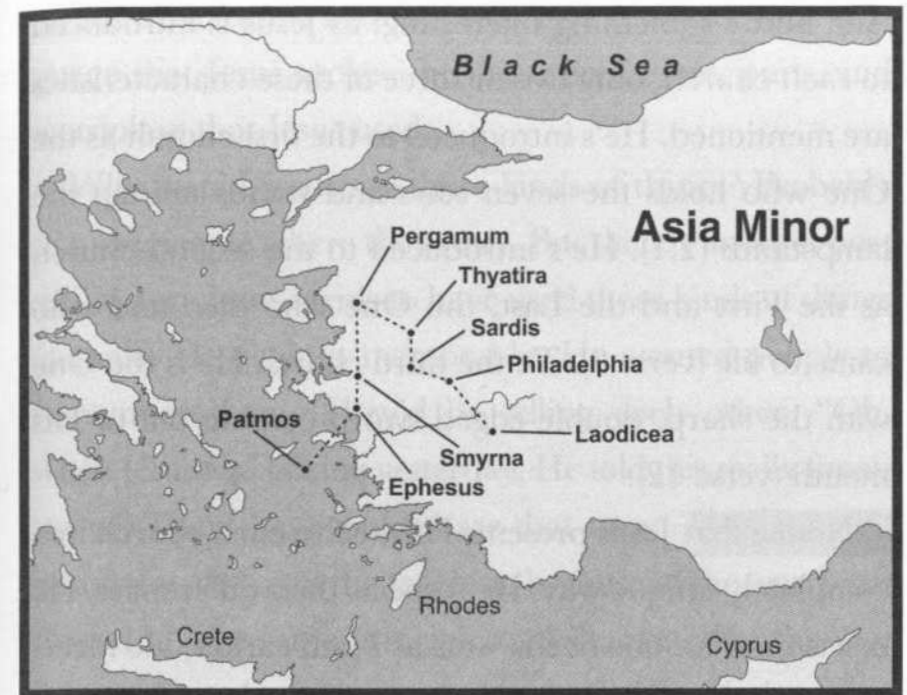 Black Sea
Asia Minor
Pergamum
Thyatira
Sardis
Philadelphia
Patmos
Laodicea
Smyrna
Ephesus
Rhodes
Crete
Cyprus